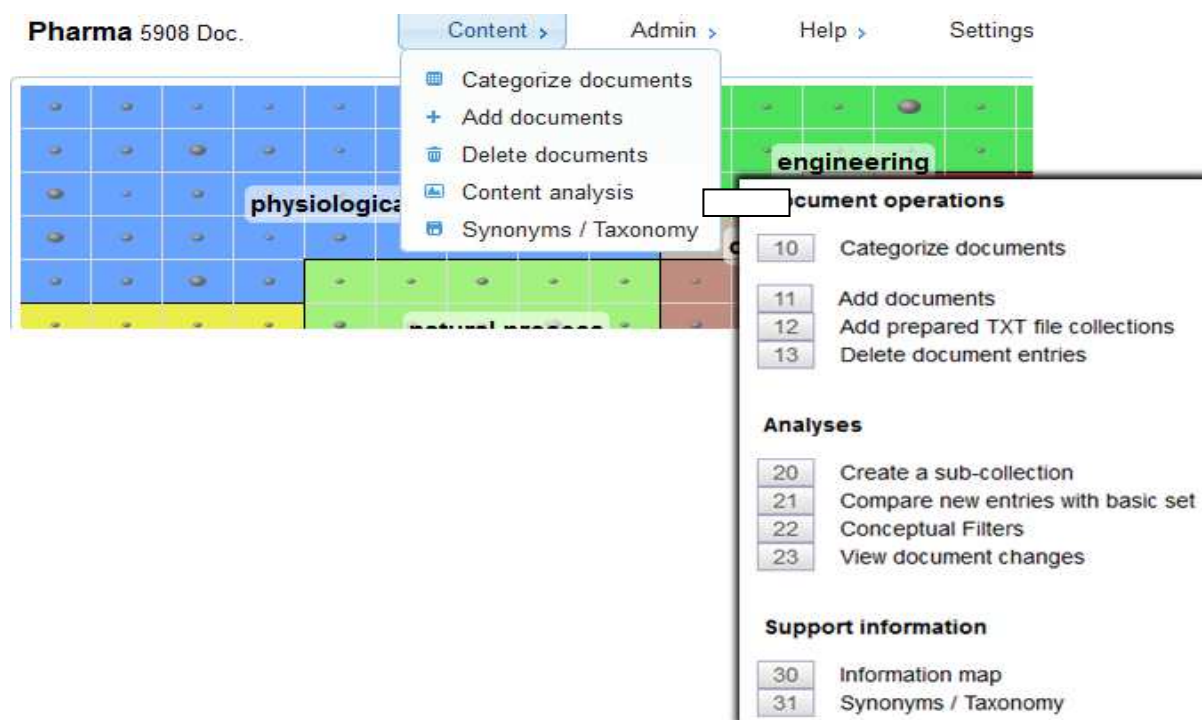 Pharma 5908 Doc.
Content >
Admin >
Help >
Settings
Categorize documents
Add documents
Delete documents
Content analysis
Synonyms / Taxonomy
engineering
document operations
10 Categorize documents
11 Add documents
12 Add prepared TXT file collections
13 Delete document entries
Analyses
20 Create a sub-collection
21 Compare new entries with basic set
22 Conceptual Filters
23 View document changes
Support information
30 Information map
31 Synonyms / Taxonomy